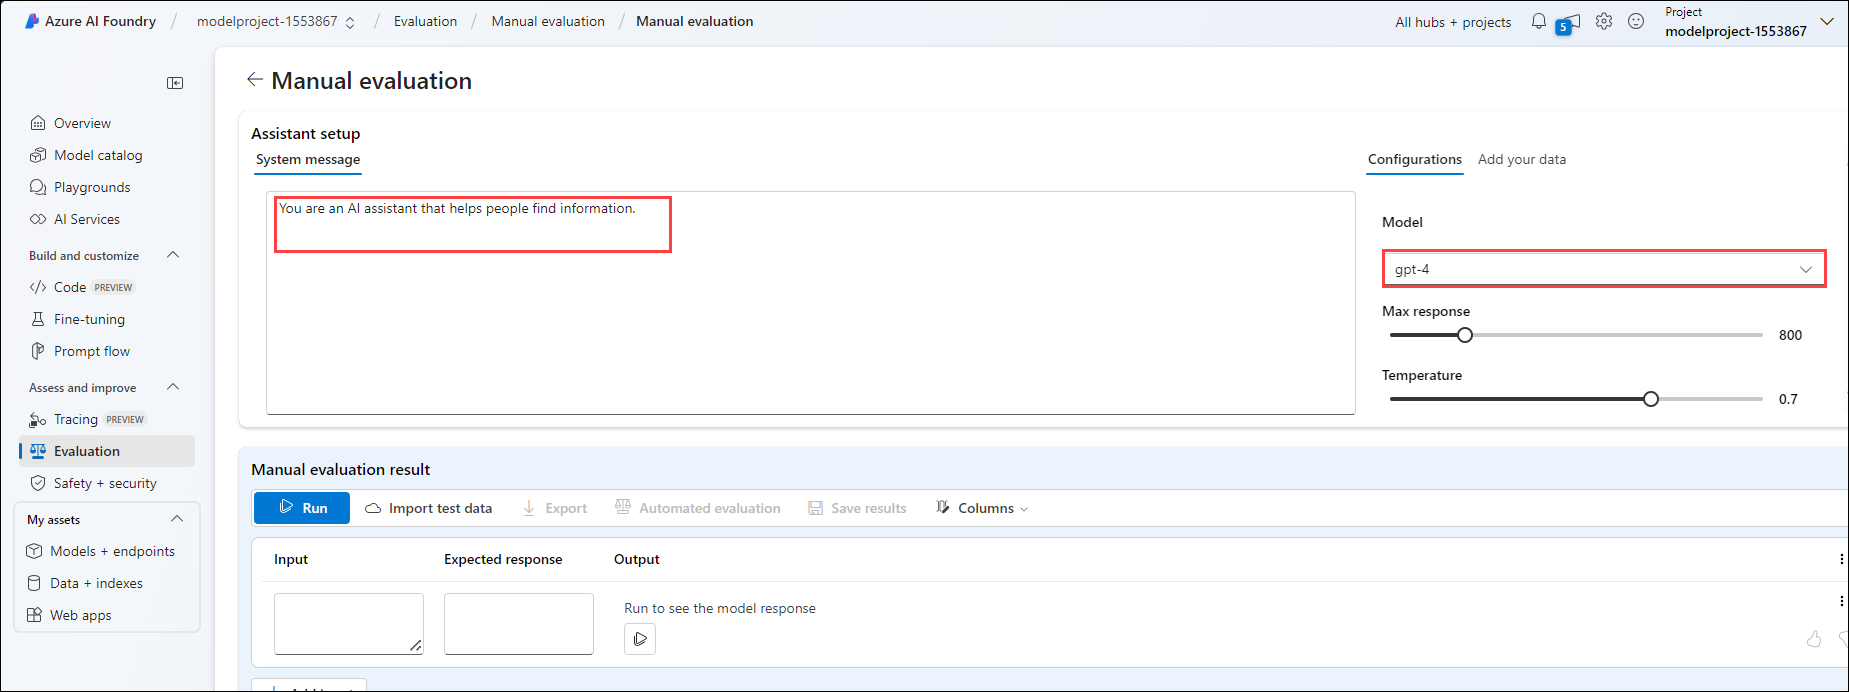 Azure AI Foundry / modelproject-1553867 / Evaluation / Manual evaluation / Manual evaluation
All hubs + projects
5
Project
modelproject-1553867
Manual evaluation
Overview
Model catalog
Playgrounds
AI Services
Build and customize
Code PREVIEW
Fine-tuning
Prompt flow
Assess and improve
Tracing PREVIEW
Evaluation
Safety + security
My assets
Models + endpoints
Data + indexes
Web apps
Assistant setup
System message
You are an AI assistant that helps people find information.
Configurations Add your data
Model
gpt-4
Max response
800
Temperature
0.7
Manual evaluation result
Run Import test data Export Automated evaluation Save results Columns
Input Expected response Output
Run to see the model response